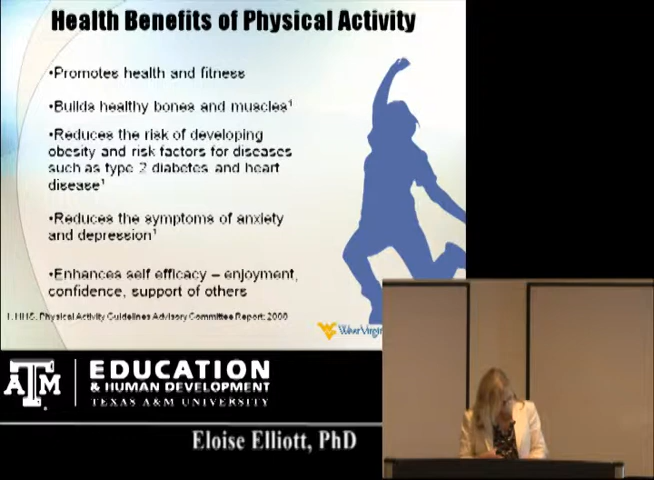 Health Benefits of Physical Activity
•Promotes health and fitness
•Builds healthy bones and muscles¹
•Reduces the risk of developing
obesity and risk factors for diseases
such as type 2 diabetes and heart
disease¹
•Reduces the symptoms of anxiety
and depression¹
•Enhances self efficacy – enjoyment,
confidence, support of others
Physical Activity Guidelines Advisory Committee Report:
WestVirgin
ATM
EDUCATION
& HUMAN DEVELOPMENT
TEXAS A&M UNIVERSITY
Eloise Elliott, PhD